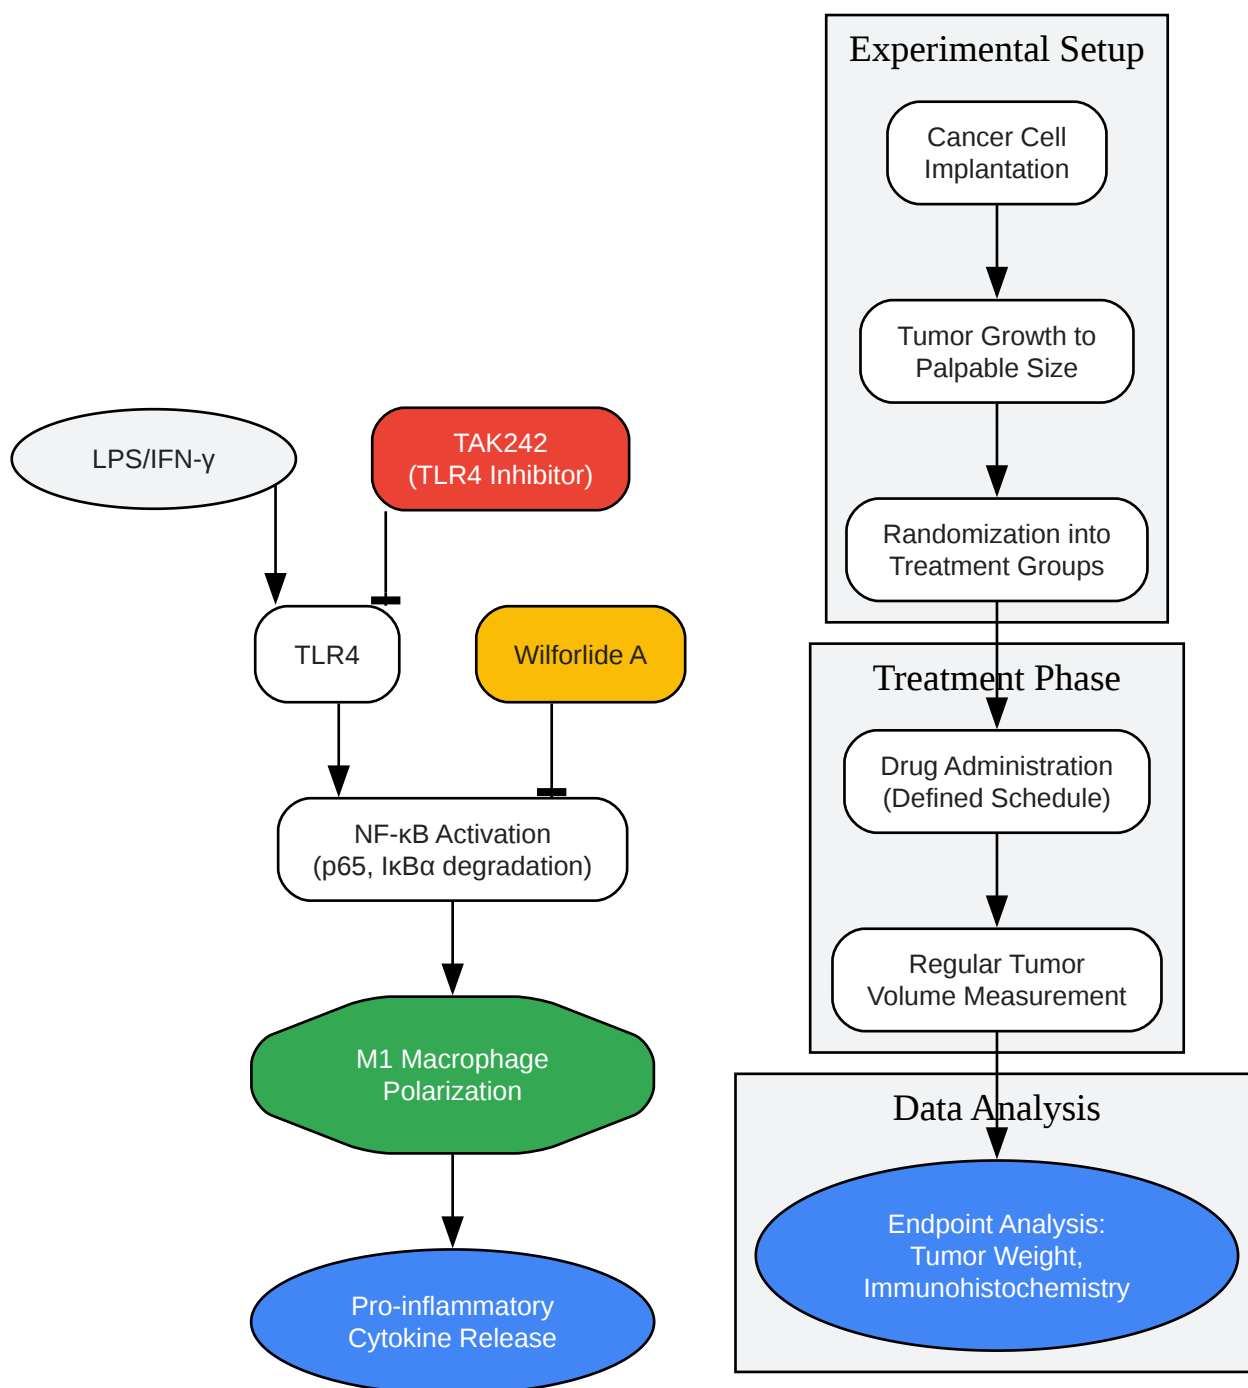 LPS/IFN-γ
TAK242
(TLR4 Inhibitor)
TLR4
Wilforlide A
NF-κB Activation
(p65, IκBα degradation)
M1 Macrophage
Polarization
Pro-inflammatory
Cytokine Release
Experimental Setup
Cancer Cell
Implantation
Tumor Growth to
Palpable Size
Randomization into
Treatment Groups
Treatment Phase
Drug Administration
(Defined Schedule)
Regular Tumor
Volume Measurement
Data Analysis
Endpoint Analysis:
Tumor Weight,
Immunohistochemistry